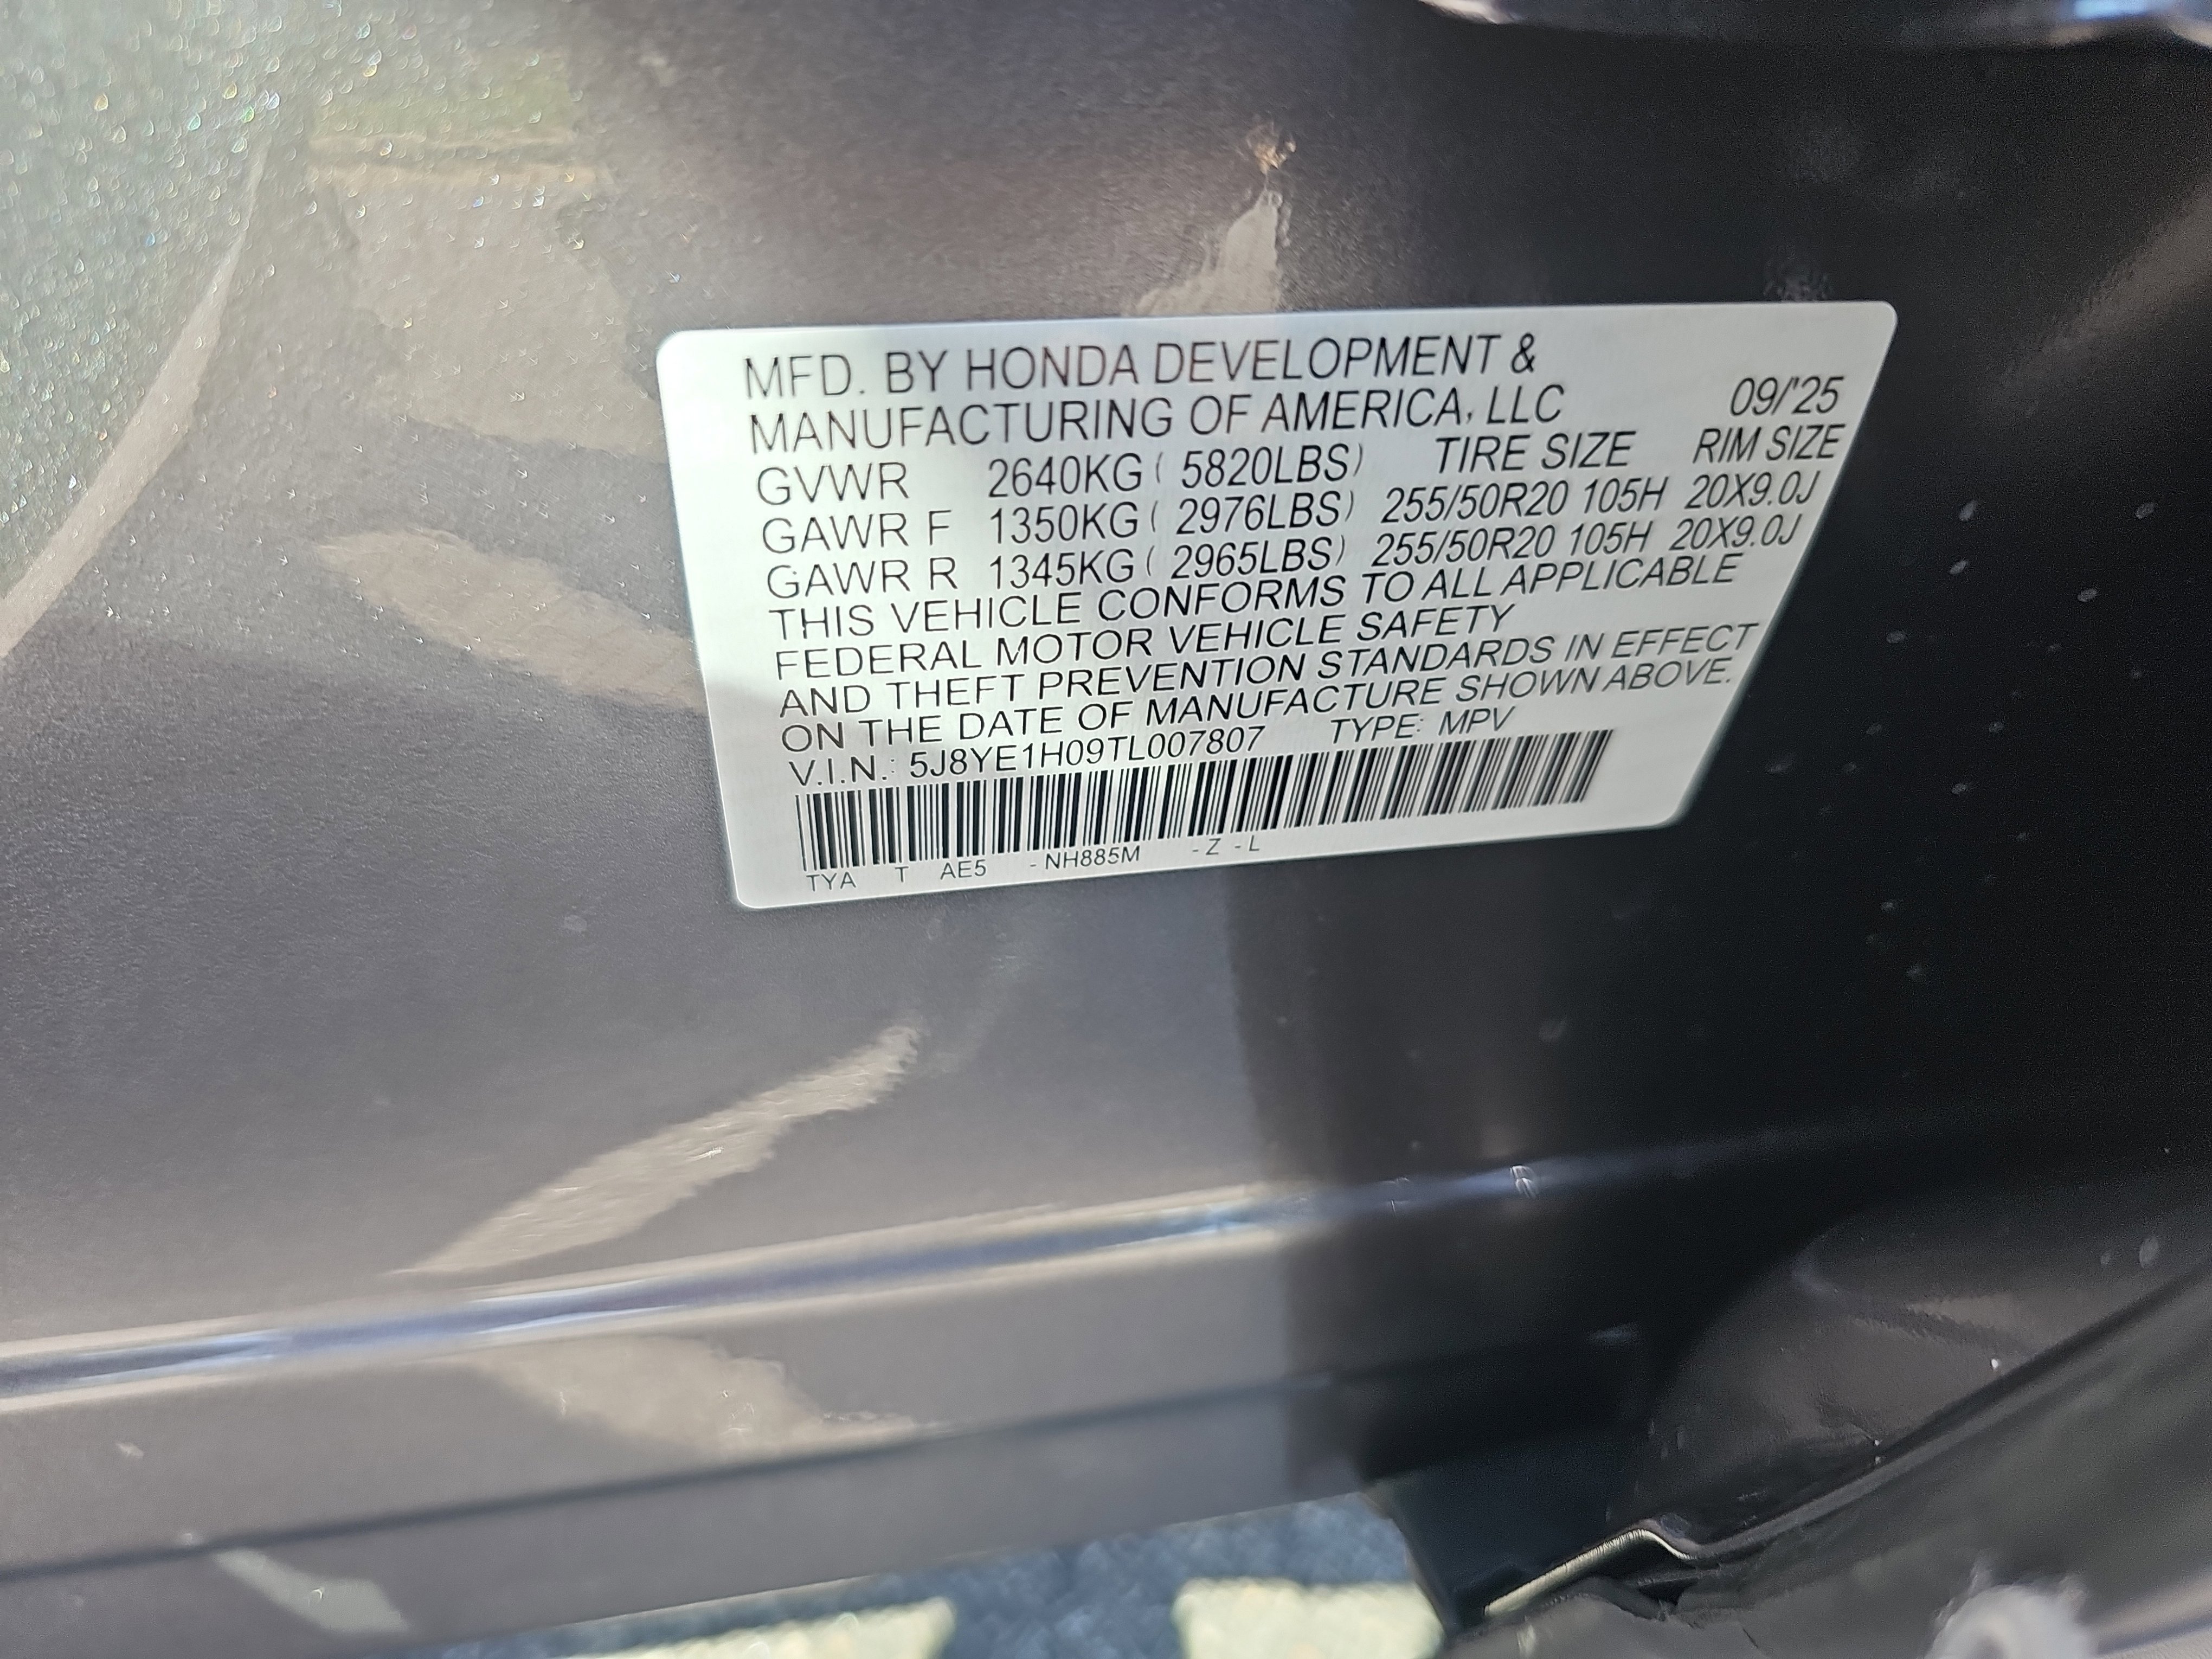 MFD. BY HONDA DEVELOPMENT &
MANUFACTURING OF AMERICA, LLC 09/'25
GVWR 2640KG ( 5820LBS) TIRE SIZE RIM SIZE
GAWR F 1350KG ( 2976LBS) 255/50R20 105H 20X9.0J
GAWR R 1345KG ( 2965LBS) 255/50R20 105H 20X9.0J
THIS VEHICLE CONFORMS TO ALL APPLICABLE
FEDERAL MOTOR VEHICLE SAFETY
AND THEFT PREVENTION STANDARDS IN EFFECT
ON THE DATE OF MANUFACTURE SHOWN ABOVE.
V.I.N.: 5J8YE1H09TL007807 TYPE: MPV
TYA T AE5 - NH885M - Z - L